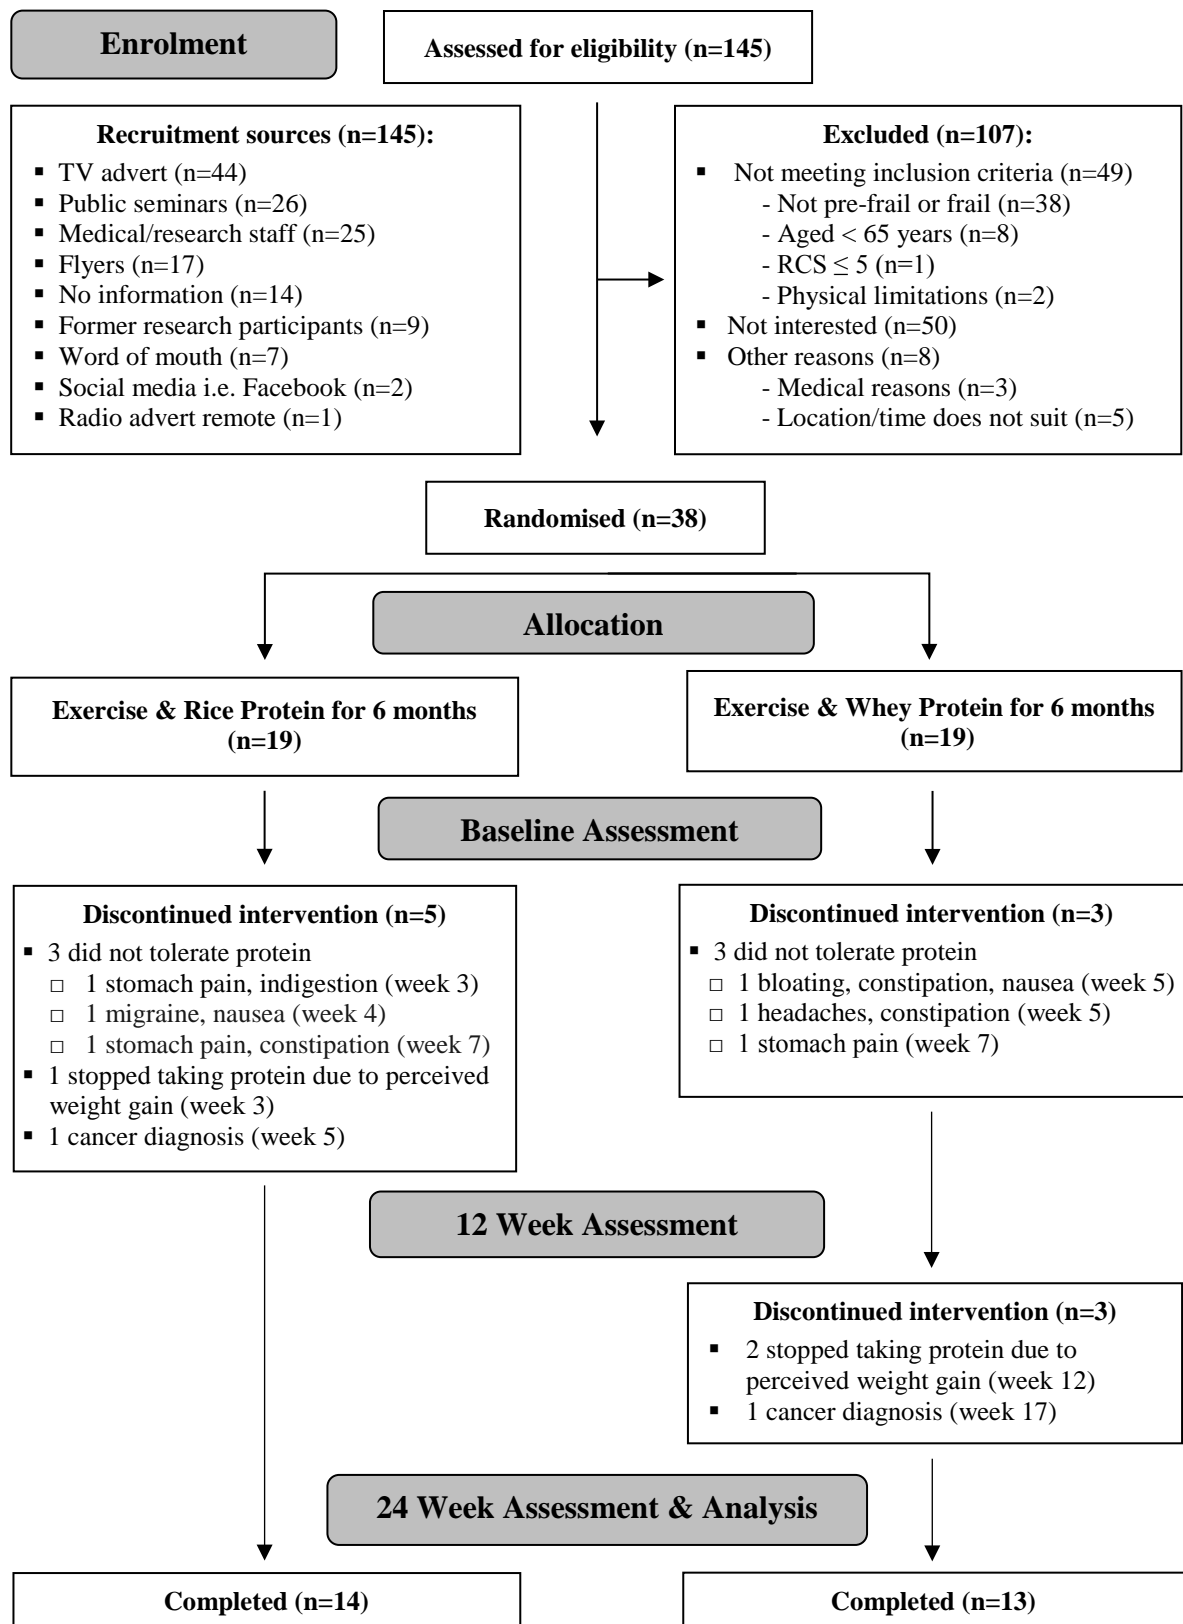 Enrolment
Assessed for eligibility (n=145)
Recruitment sources (n=145):
▪ TV advert (n=44)
▪ Public seminars (n=26)
▪ Medical/research staff (n=25)
▪ Flyers (n=17)
▪ No information (n=14)
▪ Former research participants (n=9)
▪ Word of mouth (n=7)
▪ Social media i.e. Facebook (n=2)
▪ Radio advert remote (n=1)
Excluded (n=107):
▪ Not meeting inclusion criteria (n=49)
- Not pre-frail or frail (n=38)
- Aged < 65 years (n=8)
- RCS ≤ 5 (n=1)
- Physical limitations (n=2)
▪ Not interested (n=50)
▪ Other reasons (n=8)
- Medical reasons (n=3)
- Location/time does not suit (n=5)
Randomised (n=38)
Allocation
Exercise & Rice Protein for 6 months
(n=19)
Exercise & Whey Protein for 6 months
(n=19)
Baseline Assessment
Discontinued intervention (n=5)
▪ 3 did not tolerate protein
□ 1 stomach pain, indigestion (week 3)
□ 1 migraine, nausea (week 4)
□ 1 stomach pain, constipation (week 7)
▪ 1 stopped taking protein due to perceived
weight gain (week 3)
▪ 1 cancer diagnosis (week 5)
Discontinued intervention (n=3)
▪ 3 did not tolerate protein
□ 1 bloating, constipation, nausea (week 5)
□ 1 headaches, constipation (week 5)
□ 1 stomach pain (week 7)
12 Week Assessment
Discontinued intervention (n=3)
▪ 2 stopped taking protein due to
perceived weight gain (week 12)
▪ 1 cancer diagnosis (week 17)
24 Week Assessment & Analysis
Completed (n=14)
Completed (n=13)